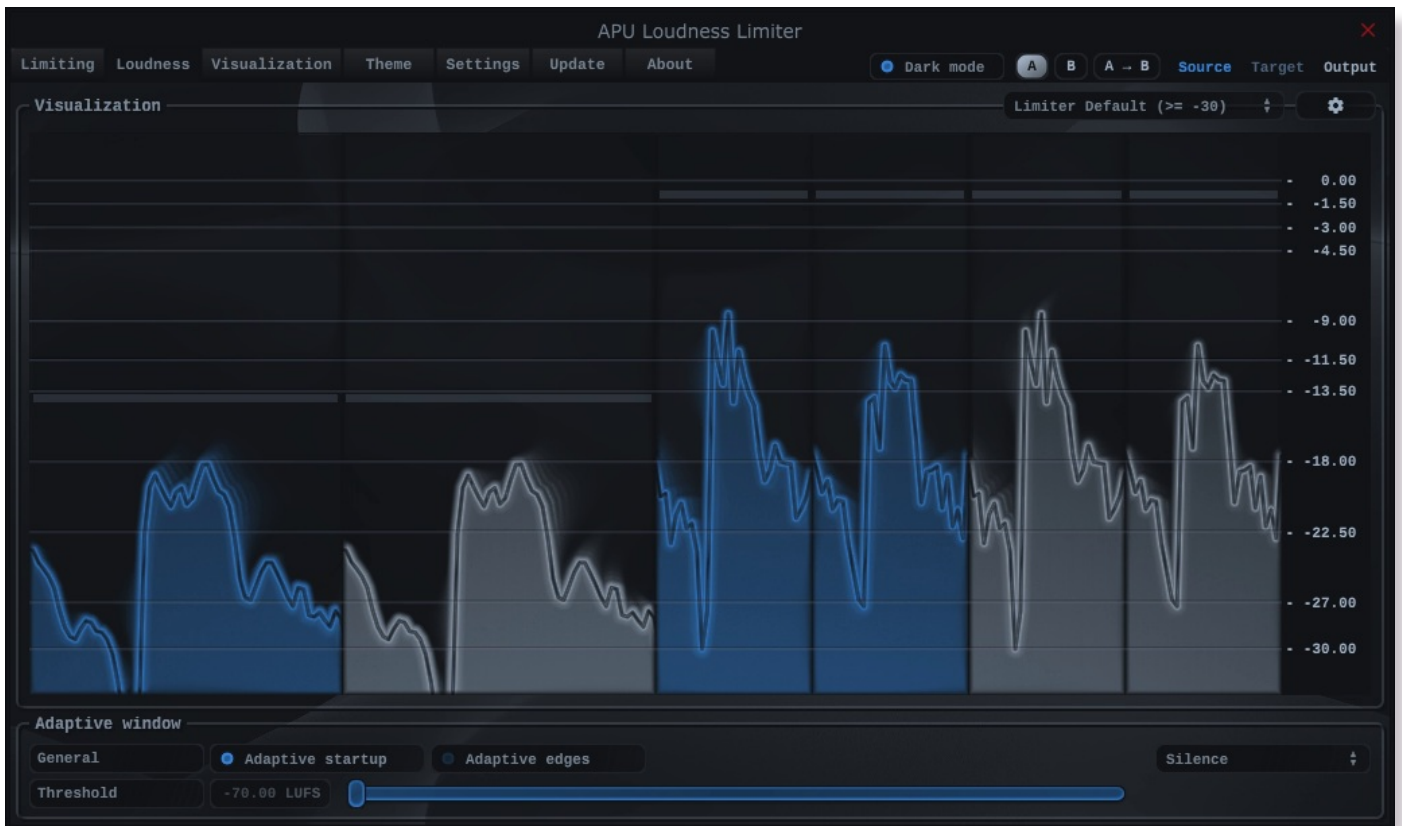 APU Loudness Limiter
Limiting Loudness Visualization Theme Settings Update About Dark mode A B A → B Source Target Output
Visualization Limiter Default (>= -30)
- 0.00
- -1.50
- -3.00
- -4.50
- -9.00
- -11.50
- -13.50
- -18.00
- -22.50
- -27.00
- -30.00
Adaptive window
General Adaptive startup Adaptive edges Silence
Threshold -70.00 LUFS